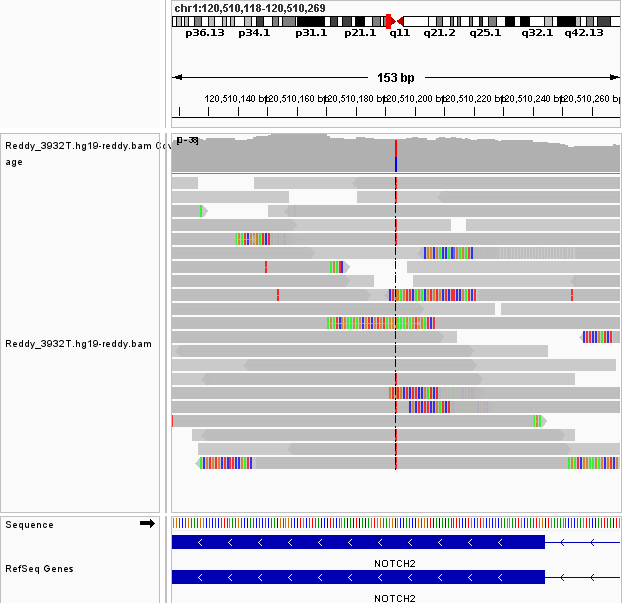 chr1:120,510,118-120,510,269
p36.13 p34.1 p31.1 p21.1 q11 q21.2 q25.1 q32.1 q42.13
153 bp
120,510,140 bp 120,510,160 bp 120,510,180 bp 120,510,200 bp 120,510,220 bp 120,510,240 bp 120,510,260 bp
Reddy_3932T.hg19-reddy.bam Cov
age
Reddy_3932T.hg19-reddy.bam
Sequence
NOTCH2
RefSeq Genes
NOTCH2